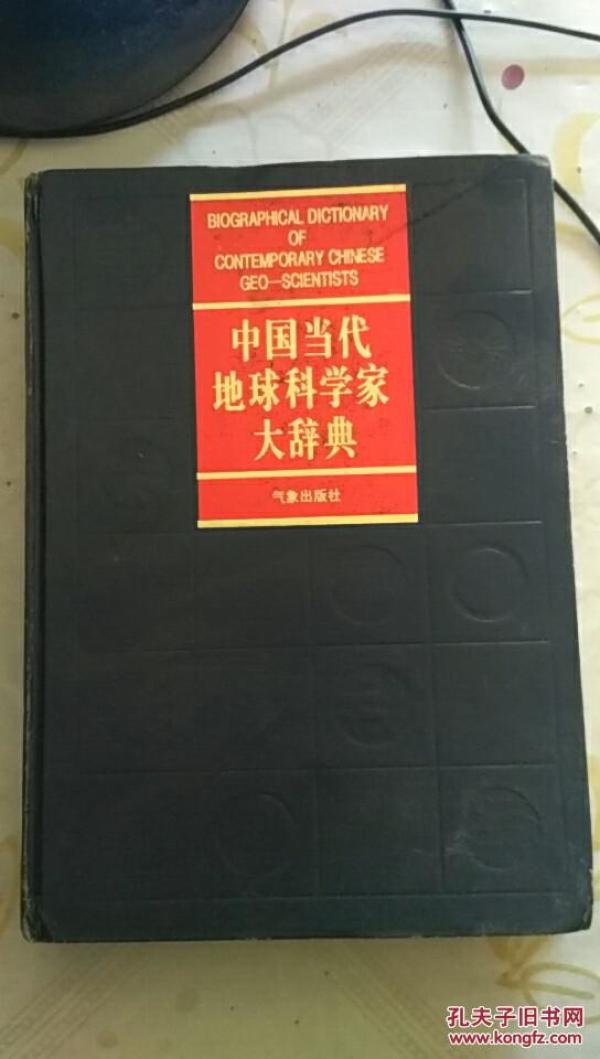 BIOGRAPHICAL DICTIONARY
OF
CONTEMPORARY CHINESE
GEO—SCIENTISTS
中国当代
地球科学家
大辞典
气象出版社
孔夫子旧书网
www.kongfz.com